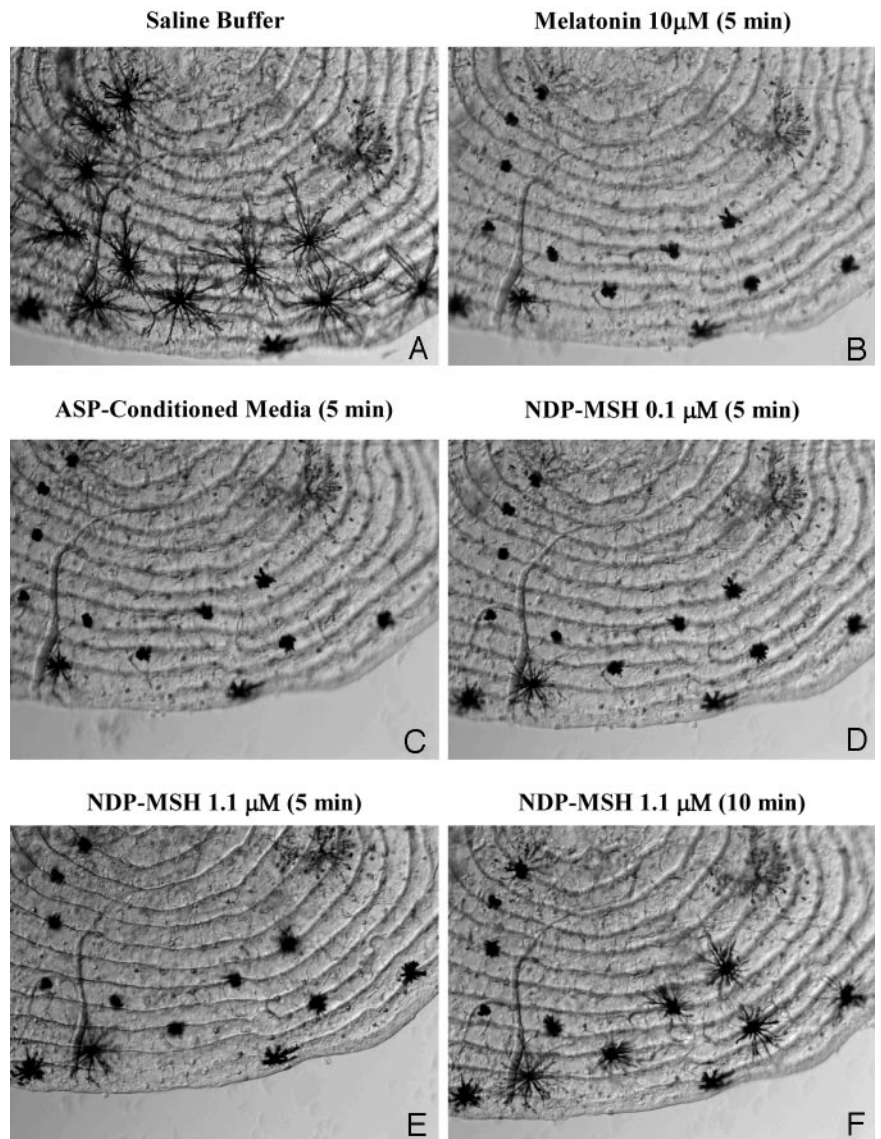 Saline Buffer
Melatonin 10μM (5 min)
A
B
ASP-Conditioned Media (5 min)
NDP-MSH 0.1 μM (5 min)
C
D
NDP-MSH 1.1 μM (5 min)
NDP-MSH 1.1 μM (10 min)
E
F